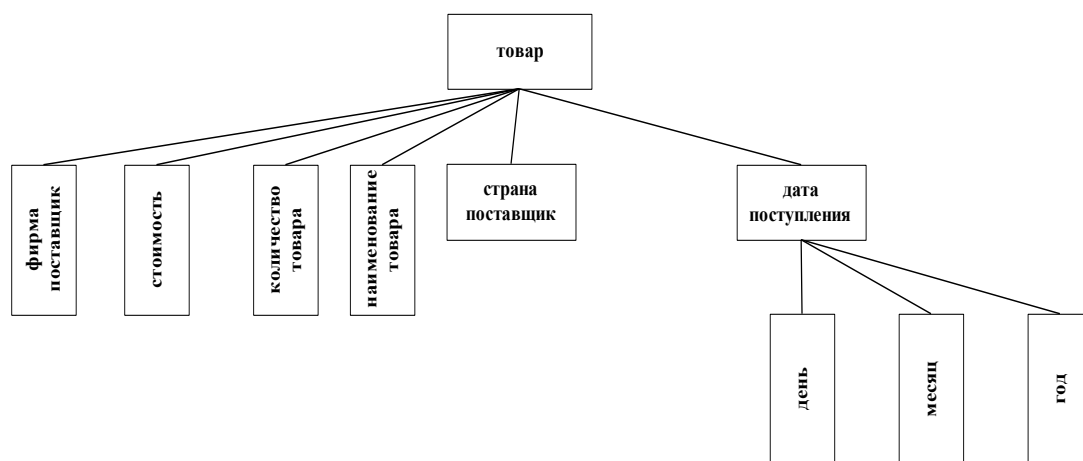 товар
фирма
поставщик
стоимость
количество
товара
наименование
товара
страна
поставщик
дата
поступления
день
месяц
год